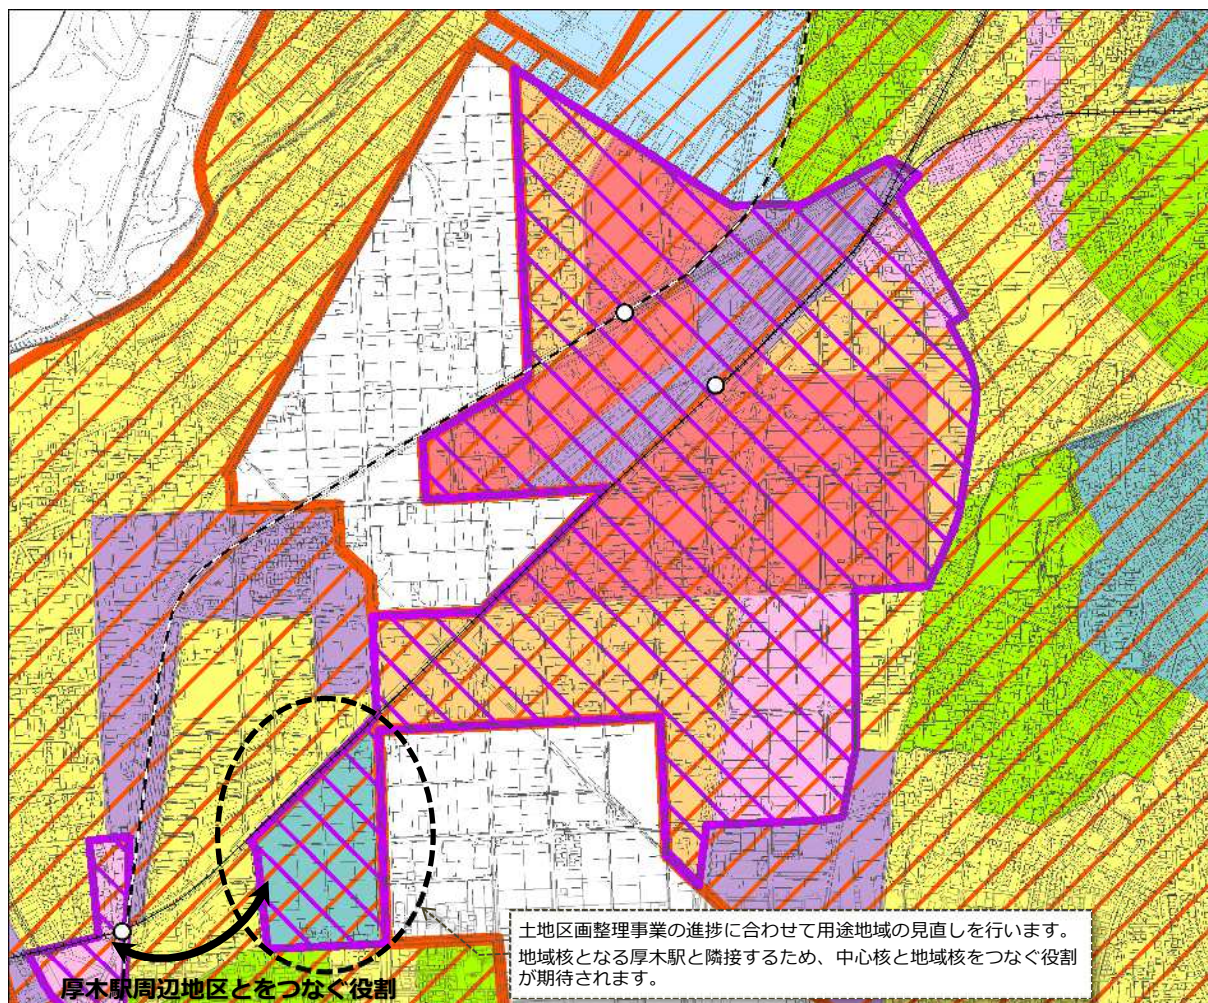 土地区画整理事業の進捗に合わせて用途地域の見直しを行います。
地域核となる厚木駅と隣接するため、中心核と地域核をつなぐ役割
が期待されます。
厚木駅周辺地区とをつなぐ役割